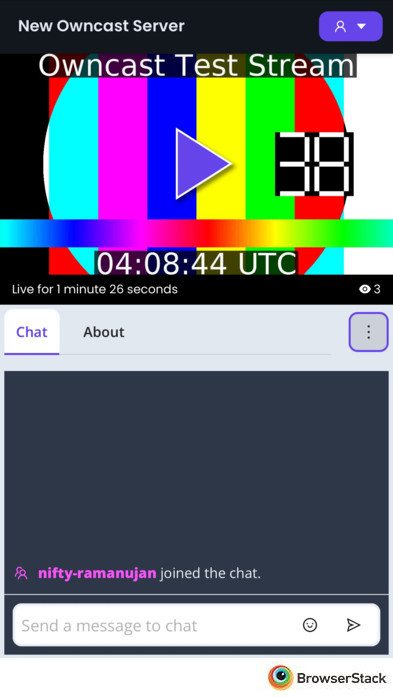 New Owncast Server
Owncast Test Stream
38
04:08:44 UTC
Live for 1 minute 26 seconds
3
Chat
About
nifty-ramanujan joined the chat.
Send a message to chat
BrowserStack